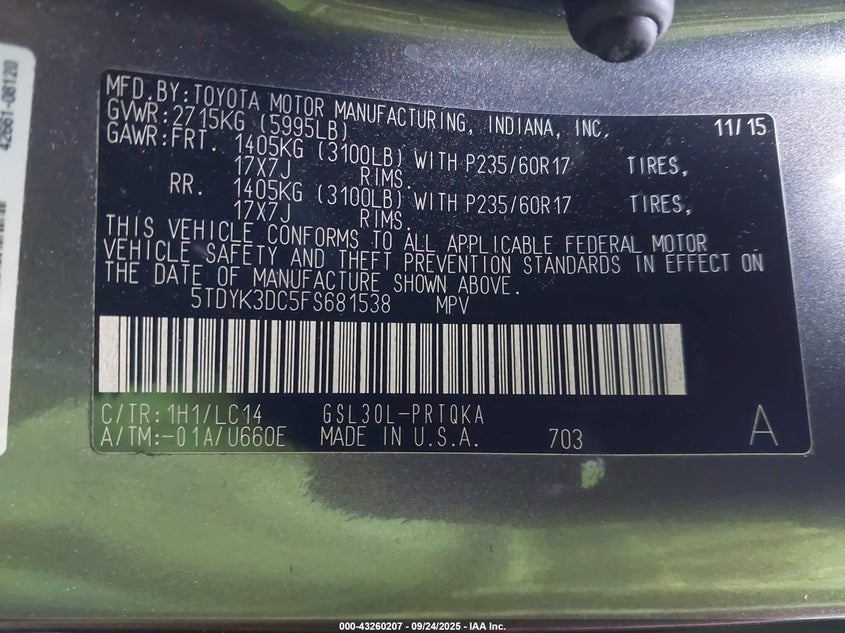 42661-08120
MFD.BY:TOYOTA MOTOR MANUFACTURING, INDIANA, INC. 11/15
GVWR:2715KG (5995LB)
GAWR:FRT. 1405KG (3100LB) WITH P235/60R17 TIRES,
17X7J RIMS.
RR. 1405KG (3100LB) WITH P235/60R17 TIRES,
17X7J RIMS.
THIS VEHICLE CONFORMS TO ALL APPLICABLE FEDERAL MOTOR
VEHICLE SAFETY AND THEFT PREVENTION STANDARDS IN EFFECT ON
THE DATE OF MANUFACTURE SHOWN ABOVE.
5TDYK3DC5FS681538 MPV
C/TR:1H1/LC14 GSL30L-PRTQKA
A/TM:-01A/U660E MADE IN U.S.A. 703 A
000-43260207 - 09/24/2025 - IAA Inc.